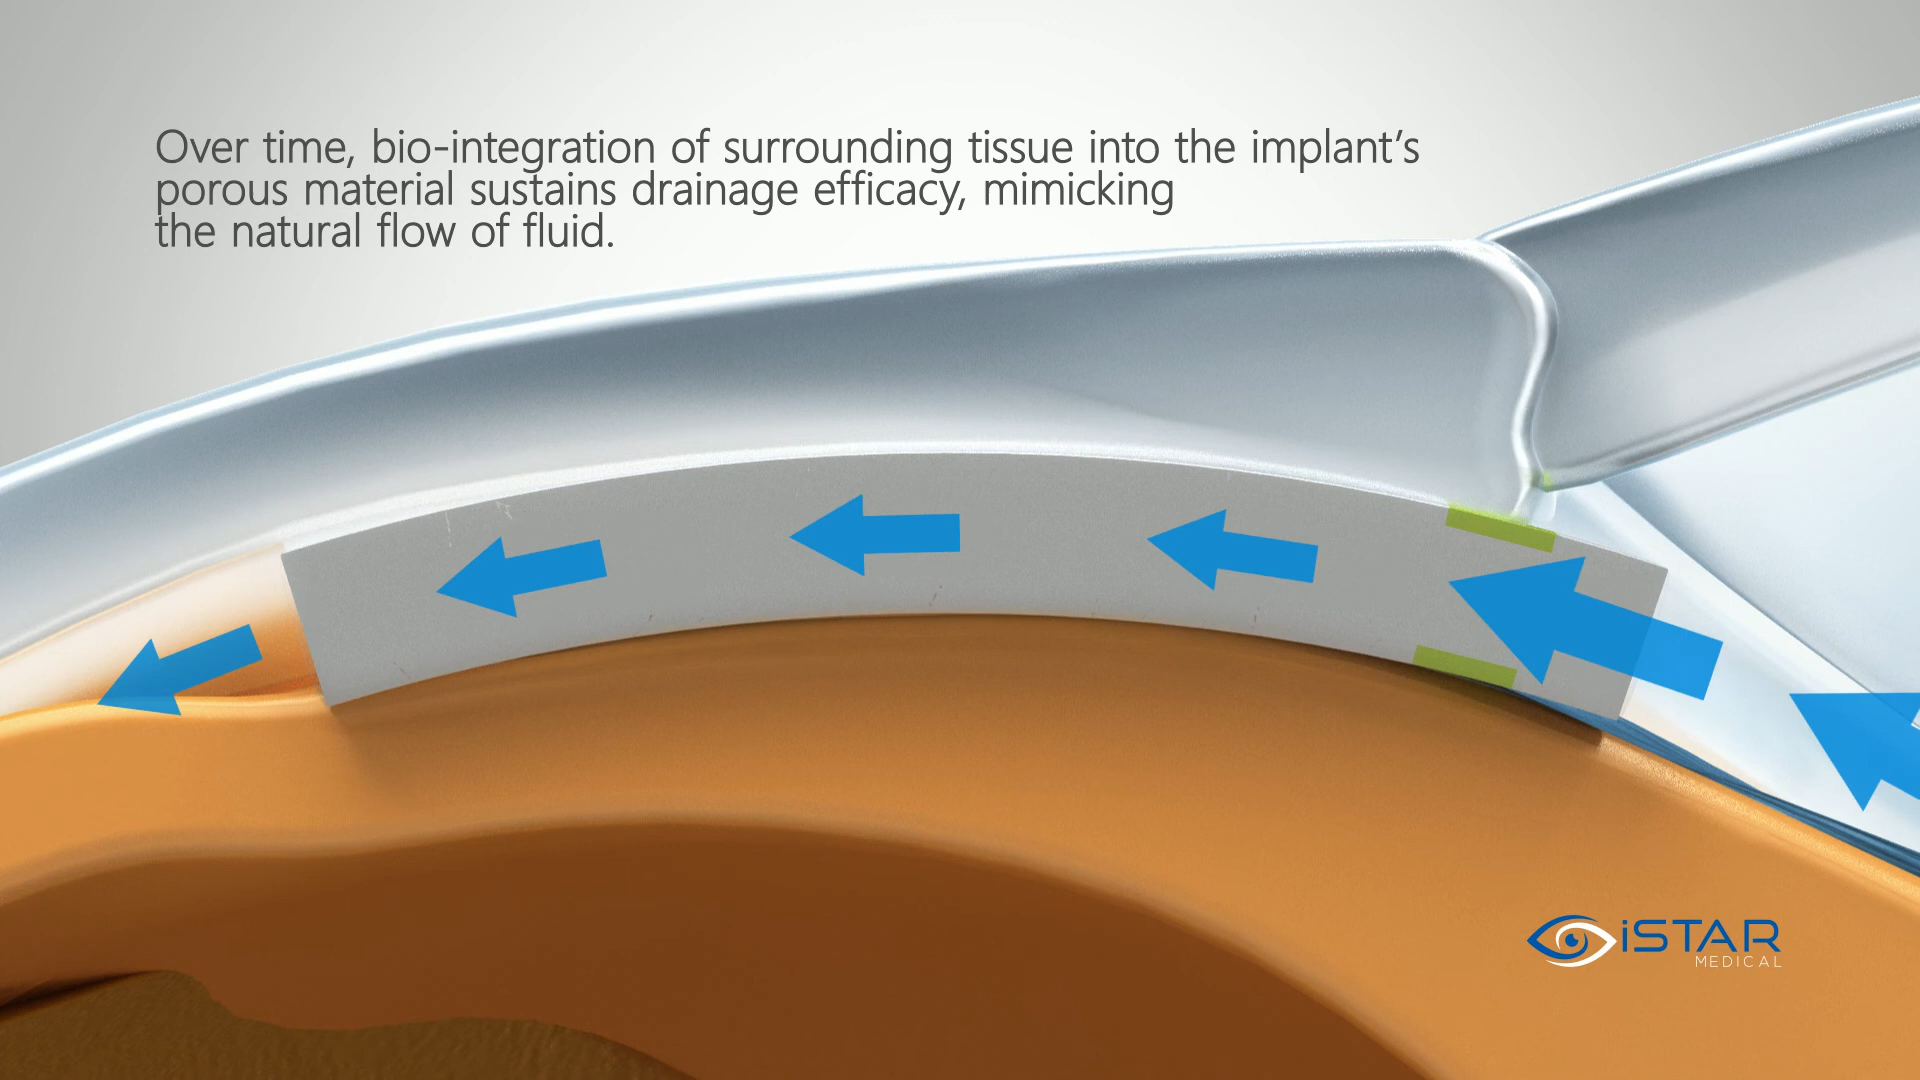 Over time, bio-integration of surrounding tissue into the implant’s
porous material sustains drainage efficacy, mimicking
the natural flow of fluid.
iSTAR
MEDICAL